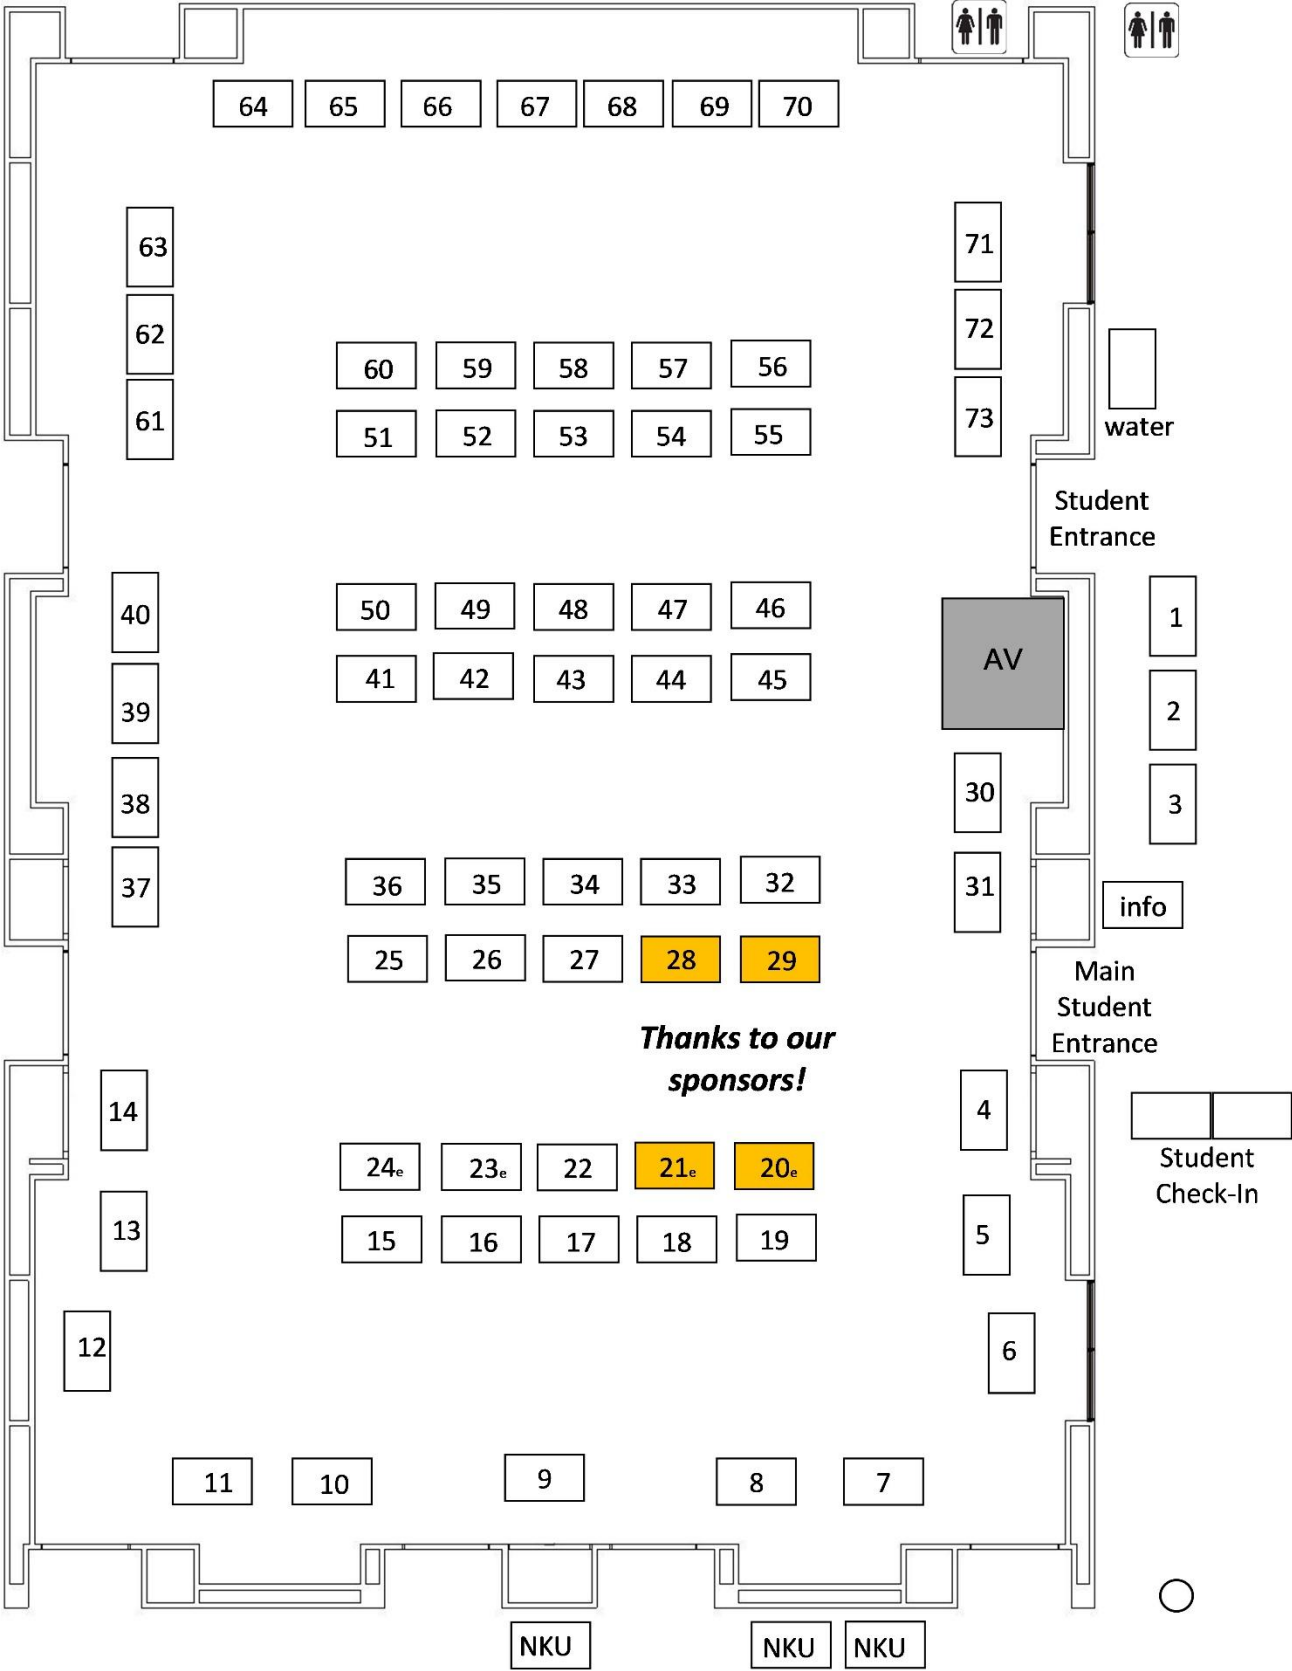 64 65 66 67 68 69 70
63
71
62
72
60 59 58 57 56
61
73
51 52 53 54 55
water
Student
Entrance
40
50 49 48 47 46
1
AV
41 42 43 44 45
39
2
38
30
3
37
36 35 34 33 32
31
info
25 26 27 28 29
Main
Student
Entrance
Thanks to our
sponsors!
14
4
24e 23e 22 21e 20e
Student
Check-In
13
15 16 17 18 19
5
12
6
11 10 9 8 7
NKU NKU NKU